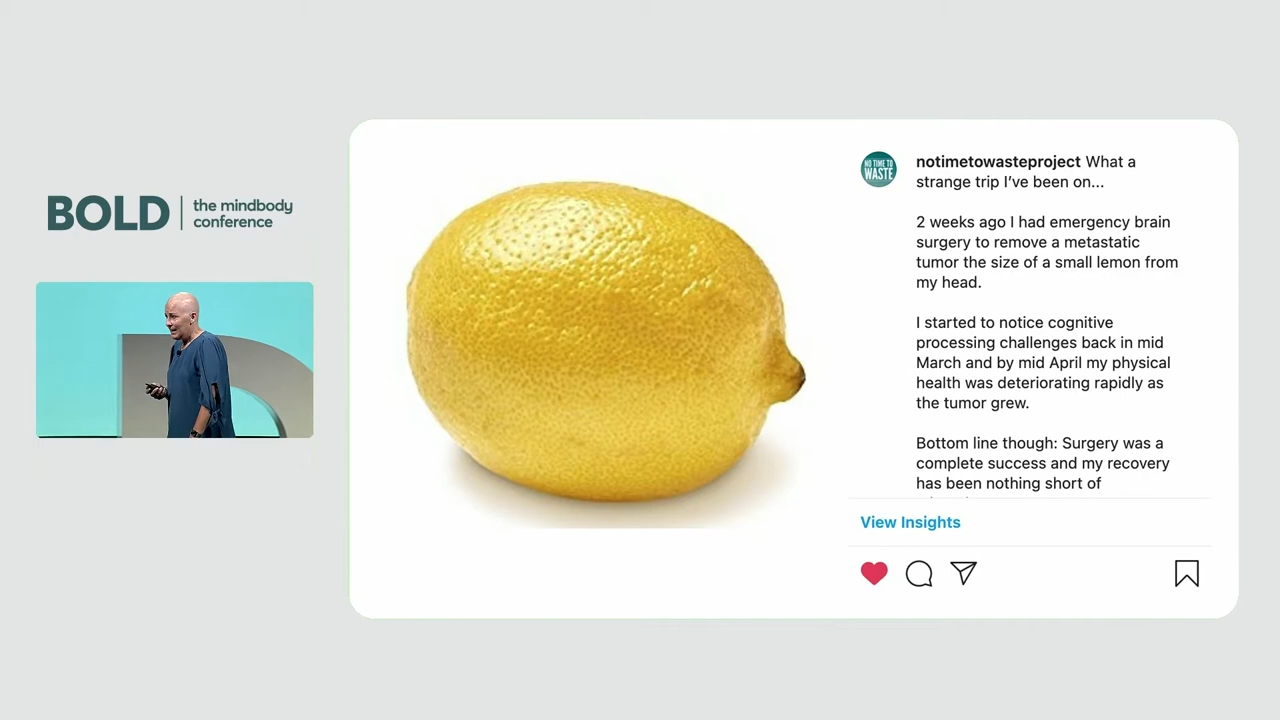 BOLD
the mindbody
conference
NO TIME TO
WASTE
notimetowasteproject What a
strange trip I’ve been on...
2 weeks ago I had emergency brain
surgery to remove a metastatic
tumor the size of a small lemon from
my head.
I started to notice cognitive
processing challenges back in mid
March and by mid April my physical
health was deteriorating rapidly as
the tumor grew.
Bottom line though: Surgery was a
complete success and my recovery
has been nothing short of
View Insights